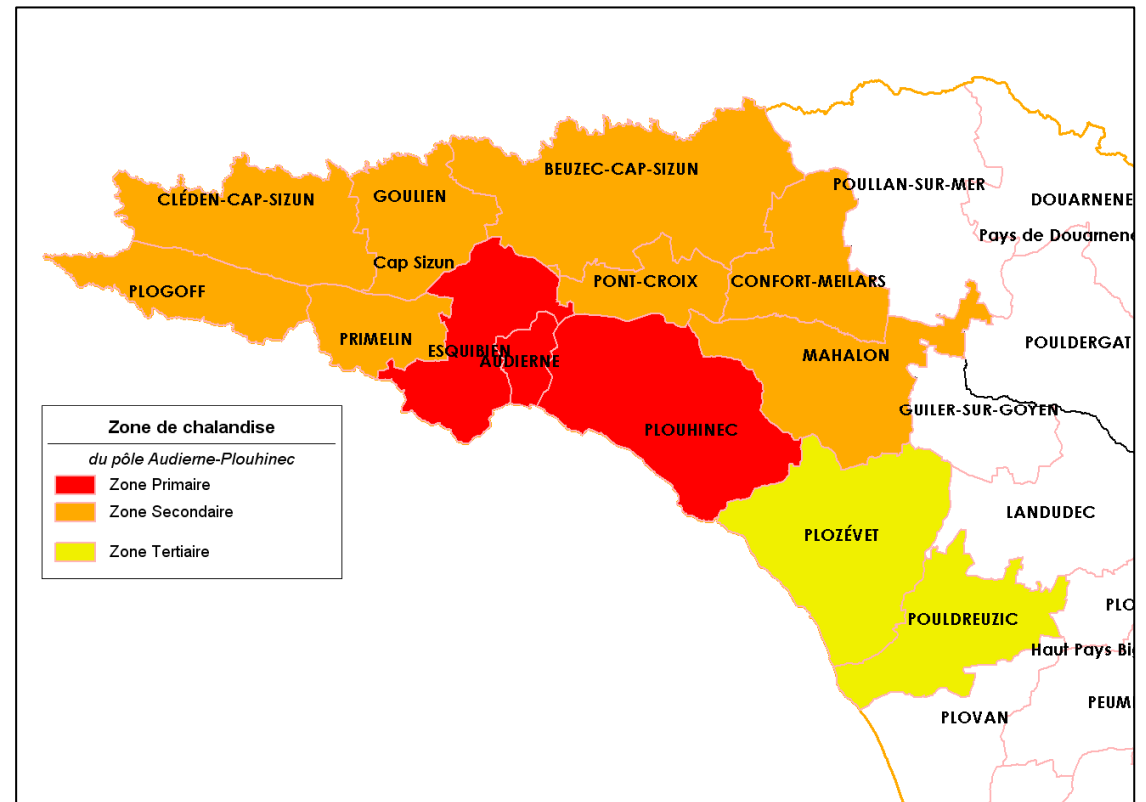 BEUZEC-CAP-SIZUN
POULLAN-SUR-MER
CLÉDEN-CAP-SIZUN
GOULIEN
DOUARNENE
Pays de Douarnene
Cap Sizun
PONT-CROIX
CONFORT-MEILARS
PLOGOFF
PRIMELIN
ESQUIBIEN
AUDIERNE
MAHALON
POULDERGAT
GUILER-SUR-GOYEN
PLOUHINEC
Zone de chalandise
du pôle Audierne-Plouhinec
Zone Primaire
Zone Secondaire
Zone Tertiaire
LANDUDEC
PLOZÉVET
POULDREUZIC
PLO
Haut Pays Bi
PEUM
PLOVAN